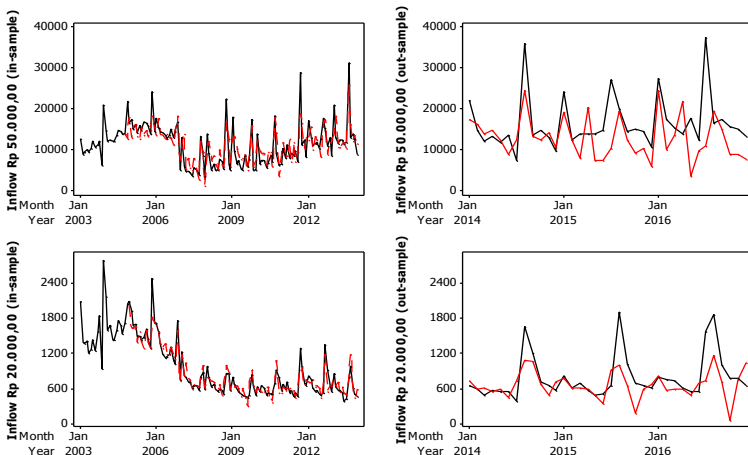 Inflow Rp 50.000,00 (in-sample)
40000
30000
20000
10000
0
Month Jan Jan Jan Jan
Year 2003 2006 2009 2012
Inflow Rp 50.000,00 (out-sample)
40000
30000
20000
10000
0
Month Jan Jan Jan
Year 2014 2015 2016
Inflow Rp 20.000,00 (in-sample)
2400
1800
1200
600
0
Month Jan Jan Jan Jan
Year 2003 2006 2009 2012
Inflow Rp 20.000,00 (out-sample)
2400
1800
1200
600
0
Month Jan Jan Jan
Year 2014 2015 2016